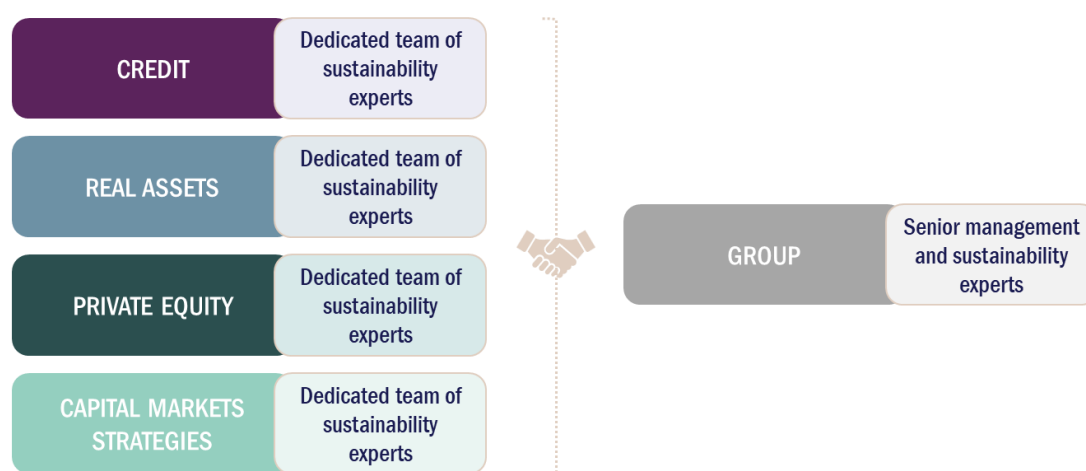 CREDIT
Dedicated team of
sustainability
experts
REAL ASSETS
Dedicated team of
sustainability
experts
PRIVATE EQUITY
Dedicated team of
sustainability
experts
CAPITAL MARKETS
STRATEGIES
Dedicated team of
sustainability
experts
GROUP
Senior management
and sustainability
experts